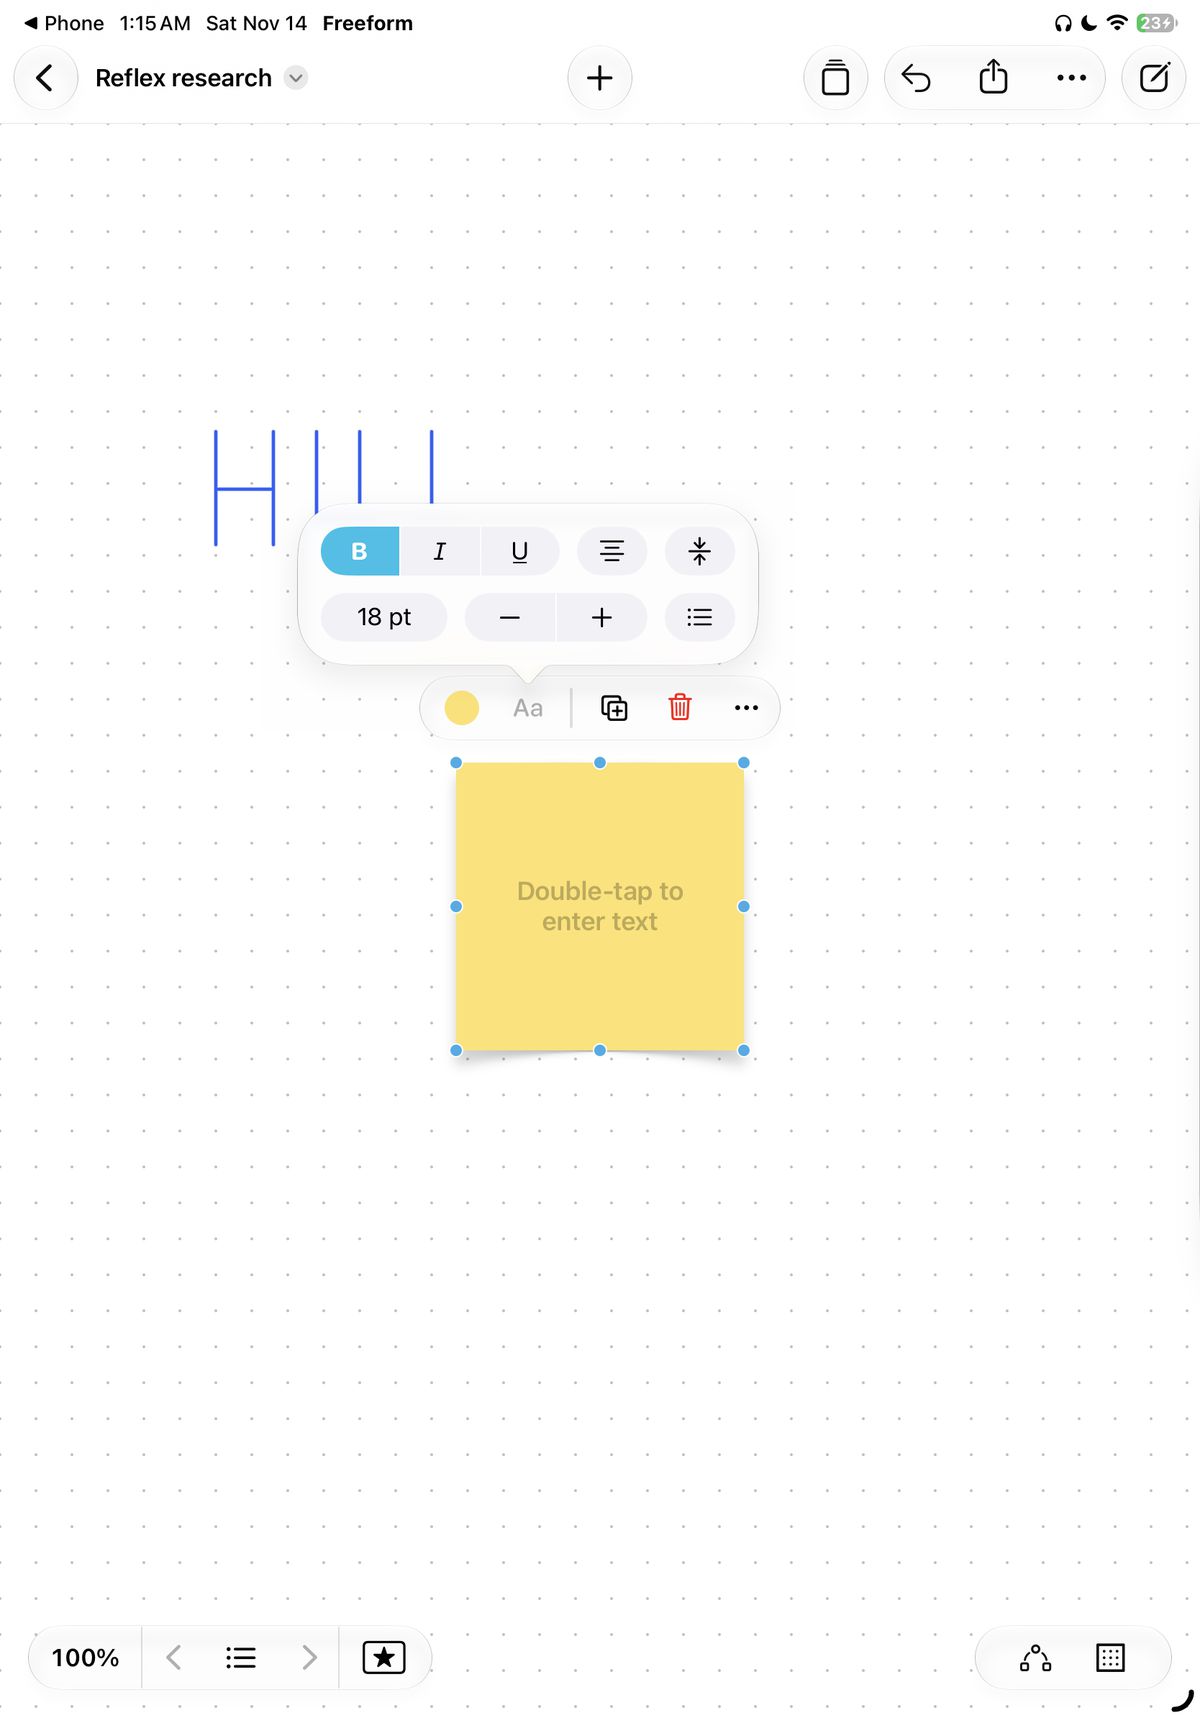 Phone 1:15 AM Sat Nov 14 Freeform 23
Reflex research
B I U
18 pt
Aa
Double-tap to
enter text
100%